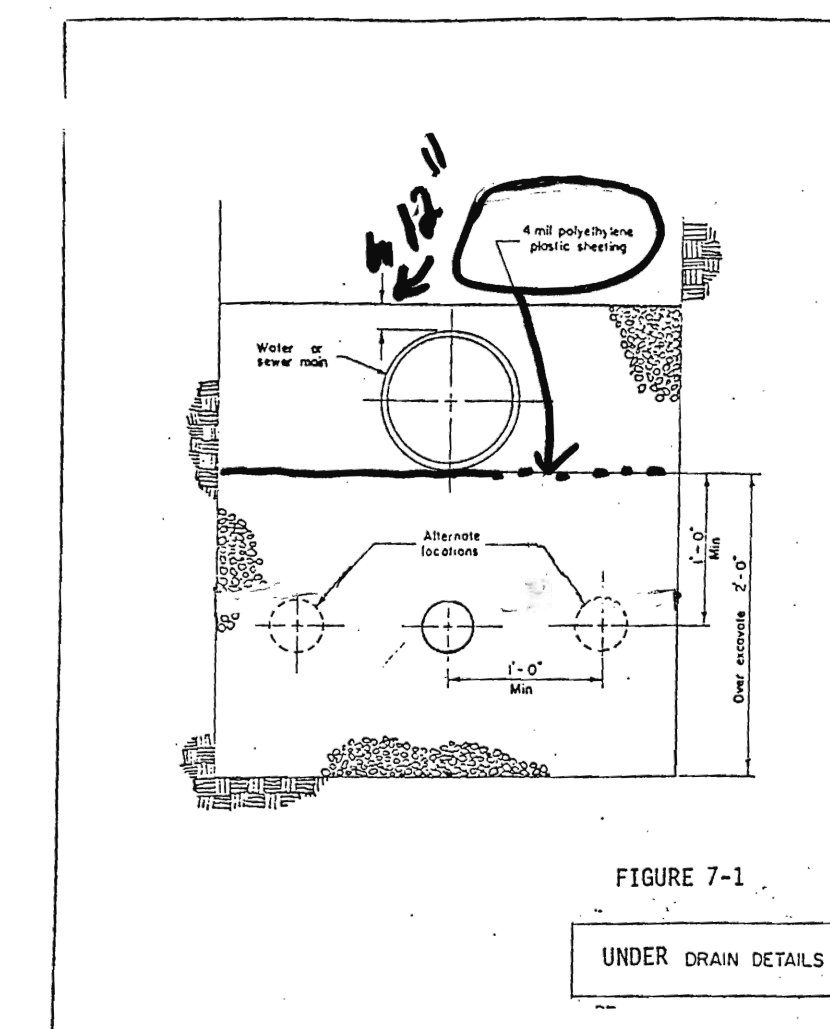 12"
4 mil polyethylene
plastic sheeting
Water or
sewer main
Alternate
locations
1'-0"
Min
1'-0"
Min
Over excavate 2'-0"
FIGURE 7-1
UNDER DRAIN DETAILS